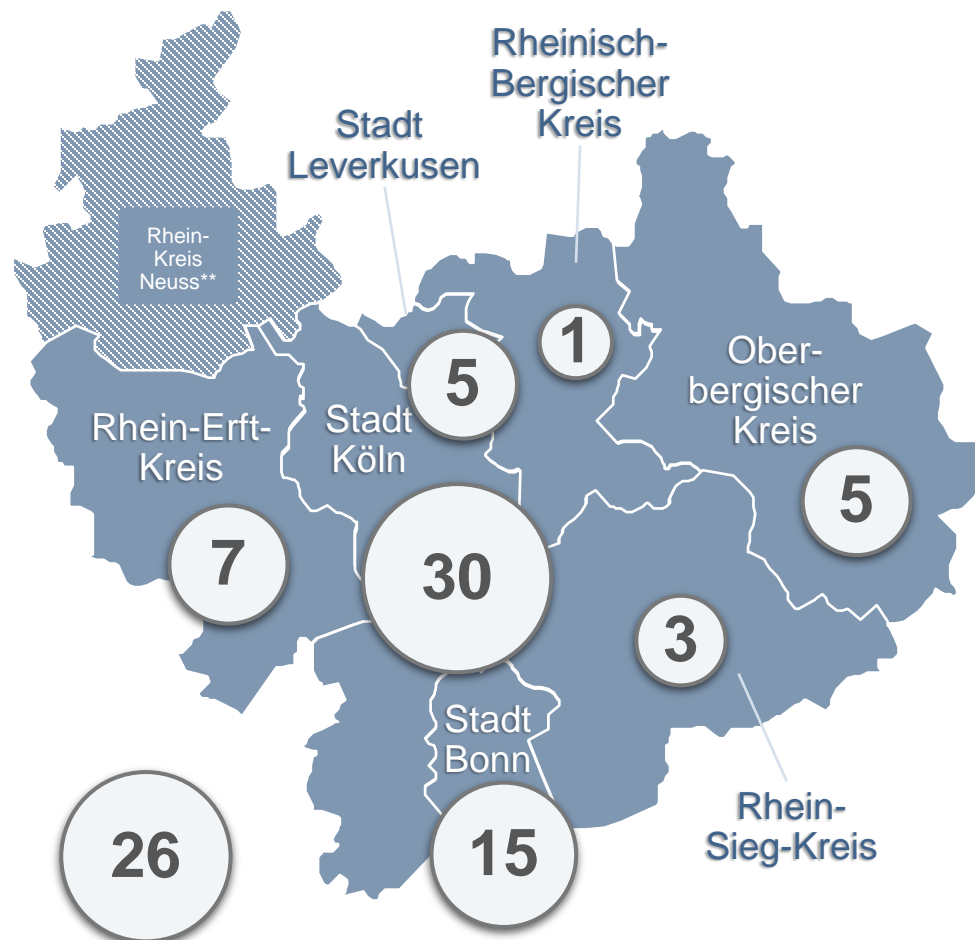 Rheinisch-
Bergischer
Kreis
Stadt
Leverkusen
Rhein-
Kreis
Neuss**
1
5
Ober-
bergischer
Kreis
5
Rhein-Erft-
Kreis
7
Stadt
Köln
30
3
Stadt
Bonn
15
Rhein-
Sieg-Kreis
26